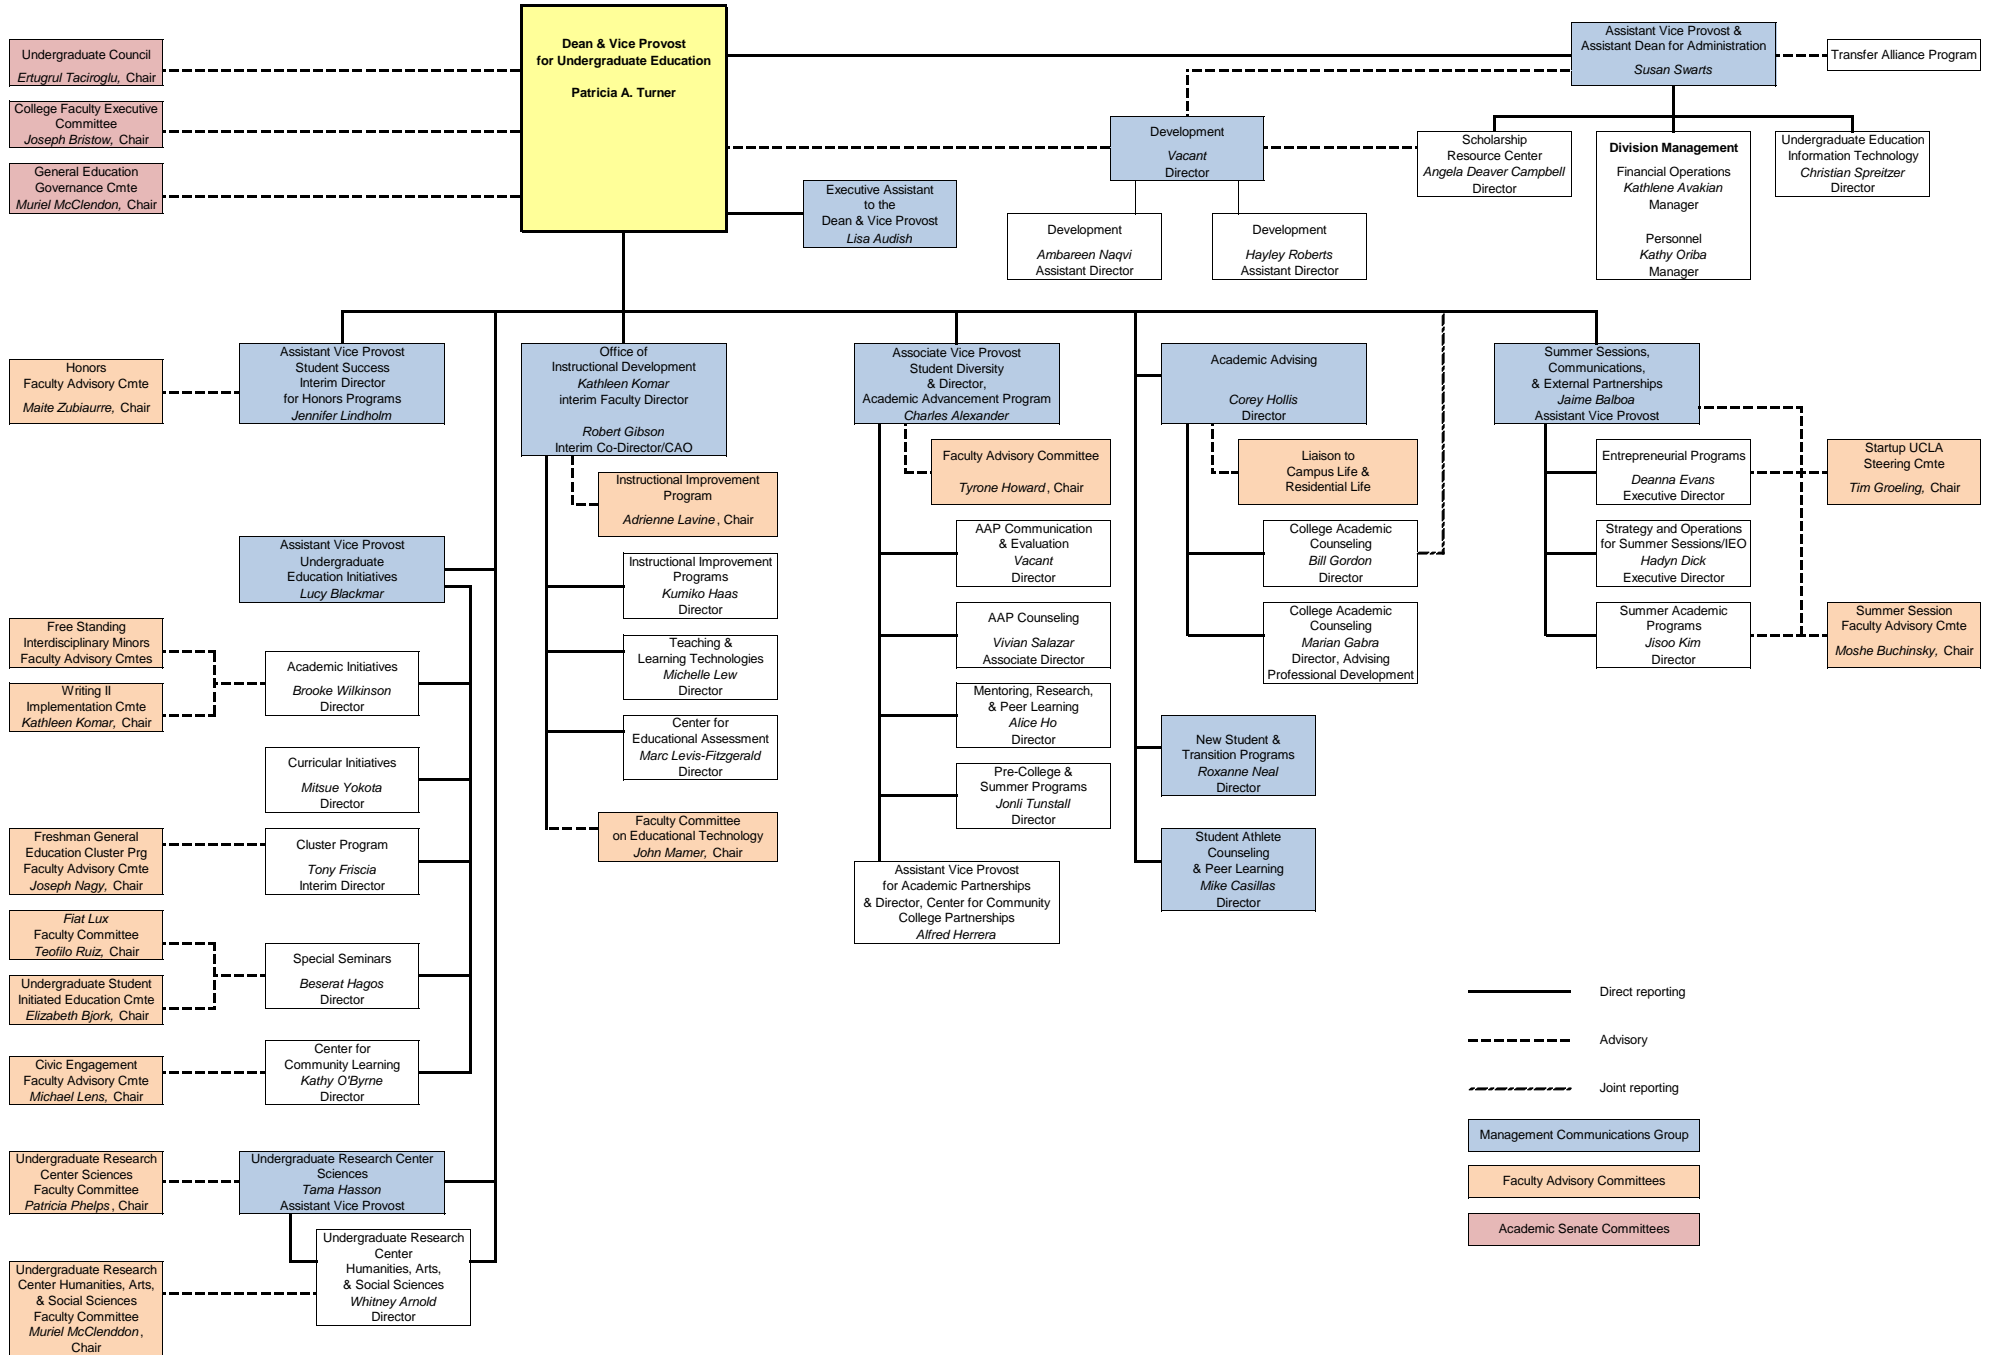 Undergraduate Council
Ertugrul Taciroglu, Chair
College Faculty Executive
Committee
Joseph Bristow, Chair
General Education
Governance Cmte
Muriel McClendon, Chair
Dean & Vice Provost
for Undergraduate Education
Patricia A. Turner
Executive Assistant
to the
Dean & Vice Provost
Lisa Audish
Development
Vacant
Director
Development
Ambareen Naqvi
Assistant Director
Development
Hayley Roberts
Assistant Director
Assistant Vice Provost &
Assistant Dean for Administration
Susan Swarts
Transfer Alliance Program
Scholarship
Resource Center
Angela Deaver Campbell
Director
Division Management
Financial Operations
Kathlene Avakian
Manager
Personnel
Kathy Oriba
Manager
Undergraduate Education
Information Technology
Christian Spreitzer
Director
Honors
Faculty Advisory Cmte
Maite Zubiaurre, Chair
Assistant Vice Provost
Student Success
Interim Director
for Honors Programs
Jennifer Lindholm
Office of
Instructional Development
Kathleen Komar
interim Faculty Director
Robert Gibson
Interim Co-Director/CAO
Instructional Improvement
Program
Adrienne Lavine, Chair
Instructional Improvement
Programs
Kumiko Haas
Director
Teaching &
Learning Technologies
Michelle Lew
Director
Center for
Educational Assessment
Marc Levis-Fitzgerald
Director
Faculty Committee
on Educational Technology
John Mamer, Chair
Associate Vice Provost
Student Diversity
& Director,
Academic Advancement Program
Charles Alexander
Faculty Advisory Committee
Tyrone Howard, Chair
AAP Communication
& Evaluation
Vacant
Director
AAP Counseling
Vivian Salazar
Associate Director
Mentoring, Research,
& Peer Learning
Alice Ho
Director
Pre-College &
Summer Programs
Jonli Tunstall
Director
Assistant Vice Provost
for Academic Partnerships
& Director, Center for Community
College Partnerships
Alfred Herrera
Academic Advising
Corey Hollis
Director
Liaison to
Campus Life &
Residential Life
College Academic
Counseling
Bill Gordon
Director
College Academic
Counseling
Marian Gabra
Director, Advising
Professional Development
New Student &
Transition Programs
Roxanne Neal
Director
Student Athlete
Counseling
& Peer Learning
Mike Casillas
Director
Summer Sessions,
Communications,
& External Partnerships
Jaime Balboa
Assistant Vice Provost
Entrepreneurial Programs
Deanna Evans
Executive Director
Strategy and Operations
for Summer Sessions/IEO
Hadyn Dick
Executive Director
Summer Academic
Programs
Jisoo Kim
Director
Startup UCLA
Steering Cmte
Tim Groeling, Chair
Summer Session
Faculty Advisory Cmte
Moshe Buchinsky, Chair
Assistant Vice Provost
Undergraduate
Education Initiatives
Lucy Blackmar
Free Standing
Interdisciplinary Minors
Faculty Advisory Cmtes
Writing II
Implementation Cmte
Kathleen Komar, Chair
Academic Initiatives
Brooke Wilkinson
Director
Curricular Initiatives
Mitsue Yokota
Director
Freshman General
Education Cluster Prg
Faculty Advisory Cmte
Joseph Nagy, Chair
Cluster Program
Tony Friscia
Interim Director
Fiat Lux
Faculty Committee
Teofilo Ruiz, Chair
Undergraduate Student
Initiated Education Cmte
Elizabeth Bjork, Chair
Special Seminars
Beserat Hagos
Director
Civic Engagement
Faculty Advisory Cmte
Michael Lens, Chair
Center for
Community Learning
Kathy O'Byrne
Director
Undergraduate Research
Center Sciences
Faculty Committee
Patricia Phelps, Chair
Undergraduate Research Center
Sciences
Tama Hasson
Assistant Vice Provost
Undergraduate Research
Center Humanities, Arts,
& Social Sciences
Faculty Committee
Muriel McClenddon,
Chair
Undergraduate Research
Center
Humanities, Arts,
& Social Sciences
Whitney Arnold
Director
Direct reporting
Advisory
Joint reporting
Management Communications Group
Faculty Advisory Committees
Academic Senate Committees